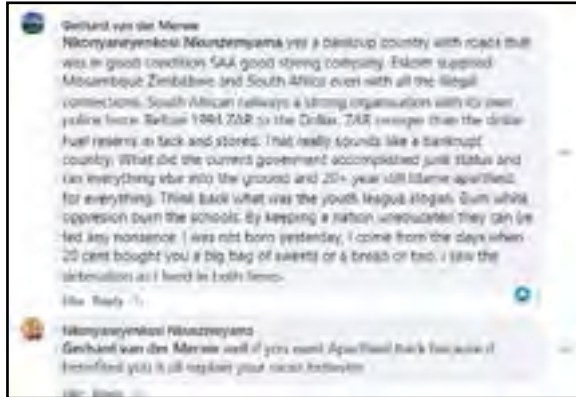 Gerhard van der Merwe
Nkonyaneyenkosi yes a bankrup country with roads that
was in good condition SAA good strong company. Eskom supplied
Mosambique Zimbabwe and South Africa even with all the illegal
connections. South African railways a strong organisation with its own
police force. Before 1994 ZAR to the Dollar. ZAR stronger than the dollar
Fuel reserns in tack and stored. That really sounds like a bankrupt
country. What did the current goverment accomplished junk status and
ran everything else into the ground and 20+ year still blame apartheid
for everything. Think back what was the youth league slogan. Burn white
oppresion burn the schools. By keeping a nation uneducated they can be
fed any nonsence. I was not born yesterday, I come from the days when
20 cent bought you a big bag of sweets or a bread or two. I saw the
as I lived in both times
Like Reply
Nkonyaneyenkosi
Gerhard van der Merwe well if you want Apartheid back because it
benefited you it all explain your racist
Like Reply